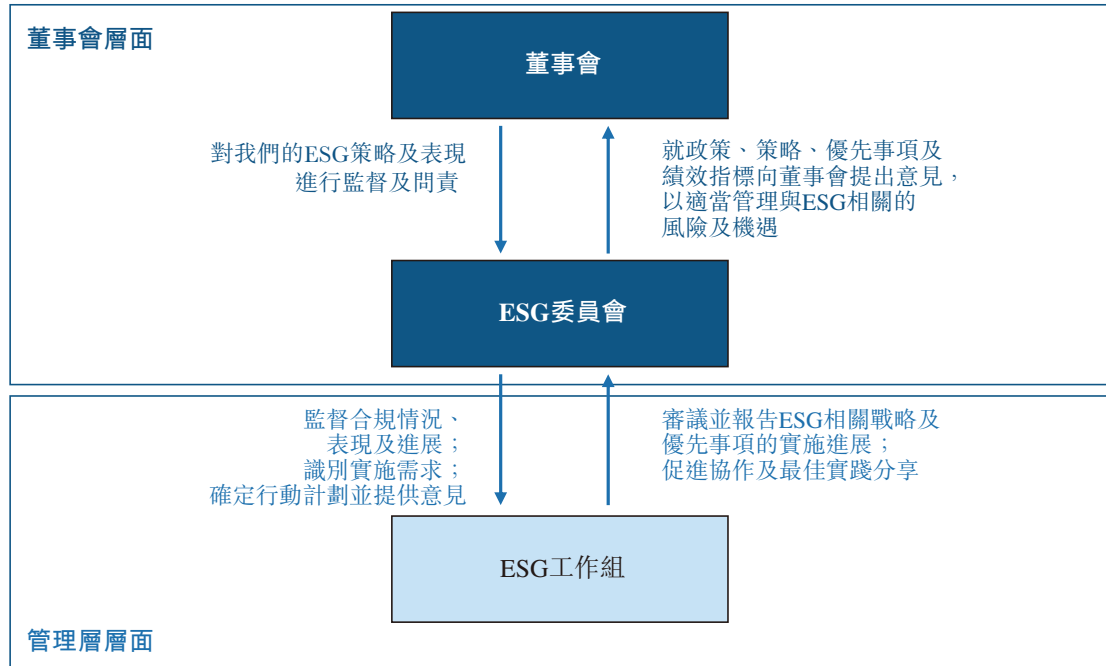 董事會層面
董事會
對我們的ESG策略及表現
進行監督及問責
就政策、策略、優先事項及
績效指標向董事會提出意見，
以適當管理與ESG相關的
風險及機遇
ESG委員會
監督合規情況、
表現及進展；
識別實施需求；
確定行動計劃並提供意見
審議並報告ESG相關戰略及
優先事項的實施進展；
促進協作及最佳實踐分享
ESG工作組
管理層層面